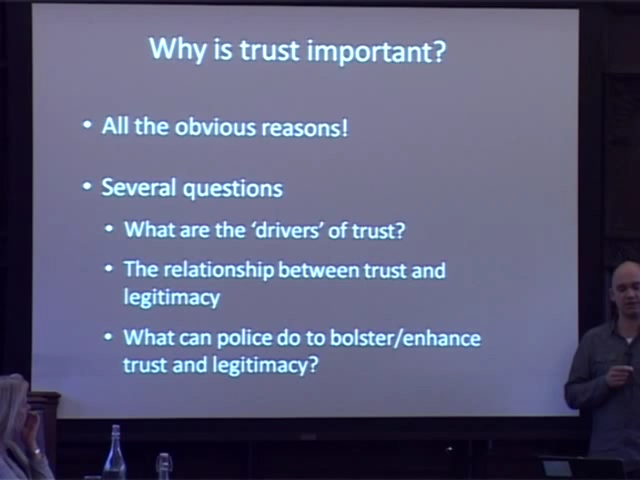 Why is trust important?
• All the obvious reasons!
• Several questions
• What are the 'drivers' of trust?
• The relationship between trust and
legitimacy
• What can police do to bolster/enhance
trust and legitimacy?